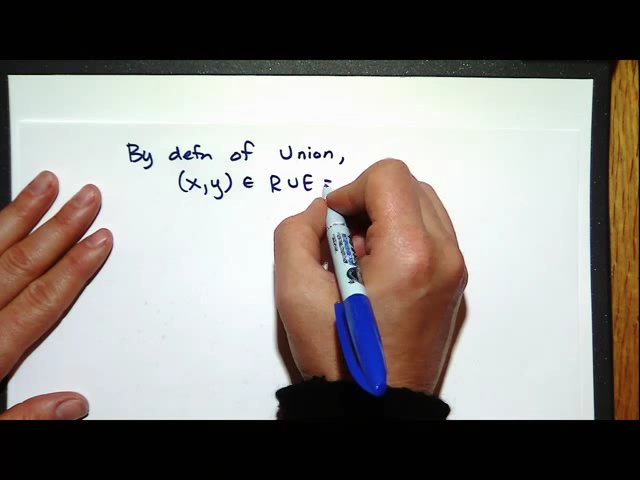 By defn of Union,
(x,y) ∈ R ∪ E =